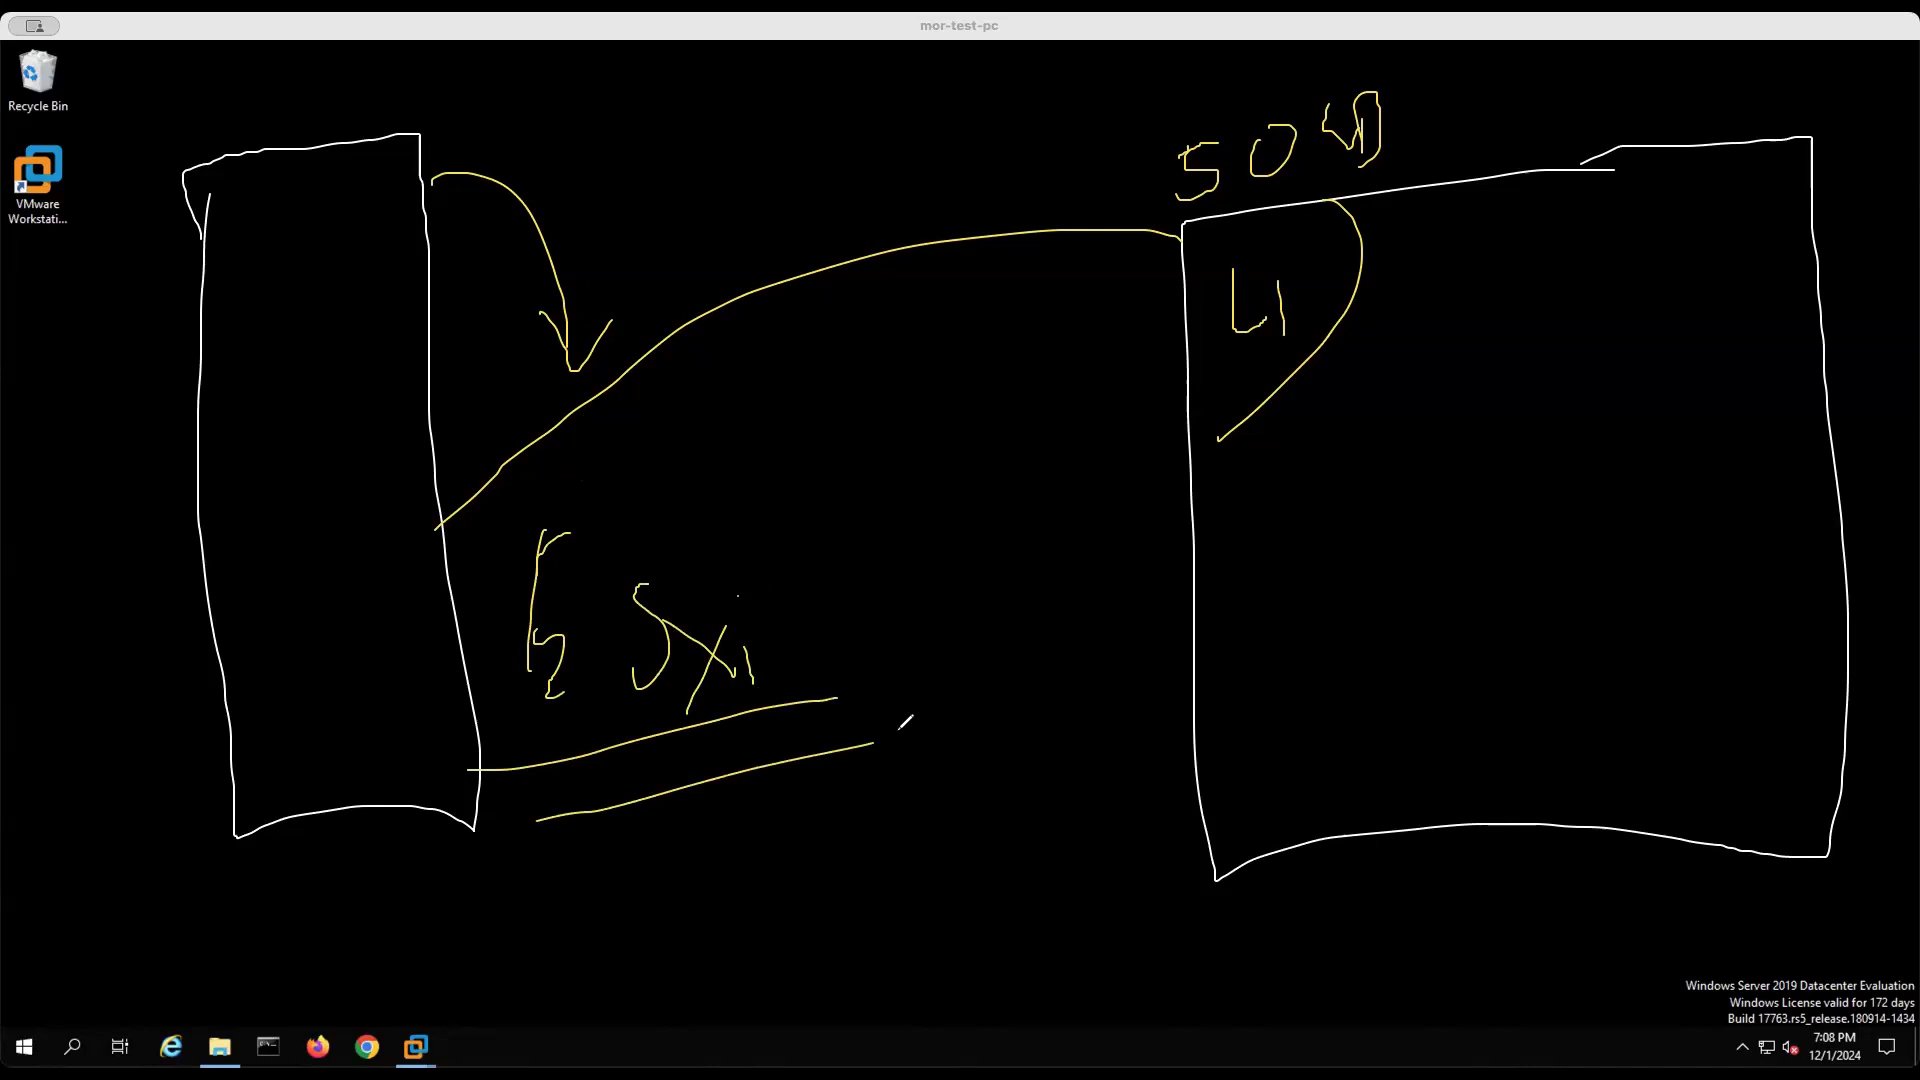 mor-test-pc
Recycle Bin
VMware
Workstati...
50
ESxi
Windows Server 2019 Datacenter Evaluation
Windows License valid for 172 days
Build 17763.rs5_release.180914-1434
7:08 PM
12/1/2024